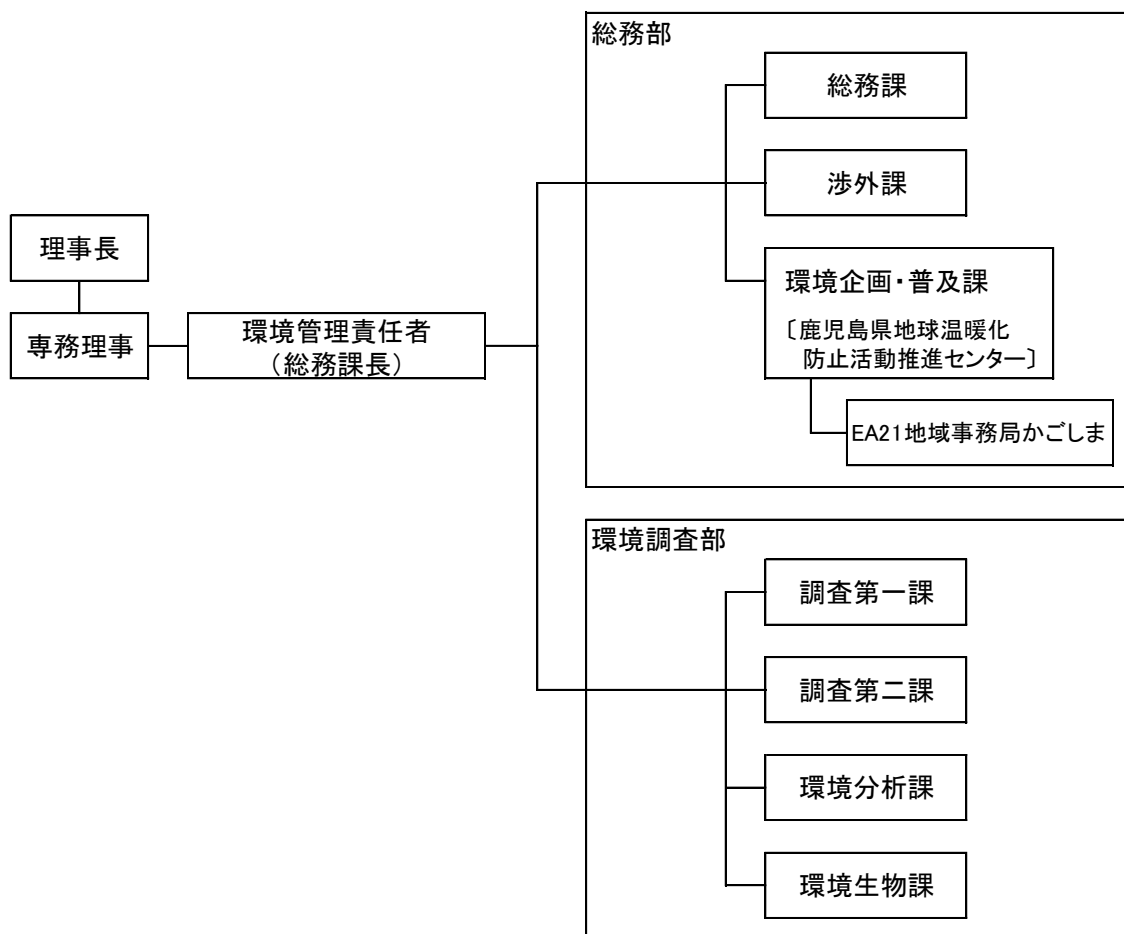 総務部
総務課
渉外課
理事長
環境企画・普及課
〔鹿児島県地球温暖化
防止活動推進センター〕
専務理事
環境管理責任者
（総務課長）
EA21地域事務局かごしま
環境調査部
調査第一課
調査第二課
環境分析課
環境生物課